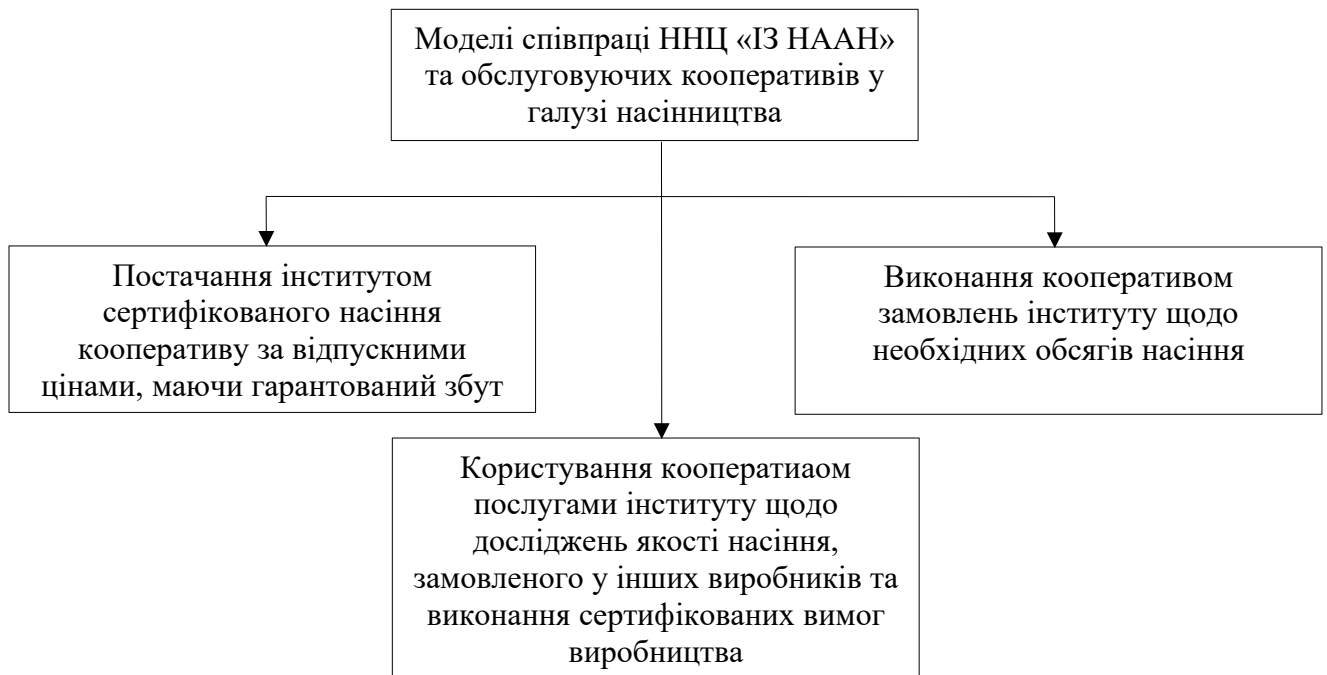 Моделі співпраці ННЦ «ІЗ НААН»
та обслуговуючих кооперативів у
галузі насінництва
Постачання інститутом
сертифікованого насіння
кооперативу за відпускними
цінами, маючи гарантований збут
Виконання кооперативом
замовлень інституту щодо
необхідних обсягів насіння
Користування кооператиаом
послугами інституту щодо
досліджень якості насіння,
замовленого у інших виробників та
виконання сертифікованих вимог
виробництва